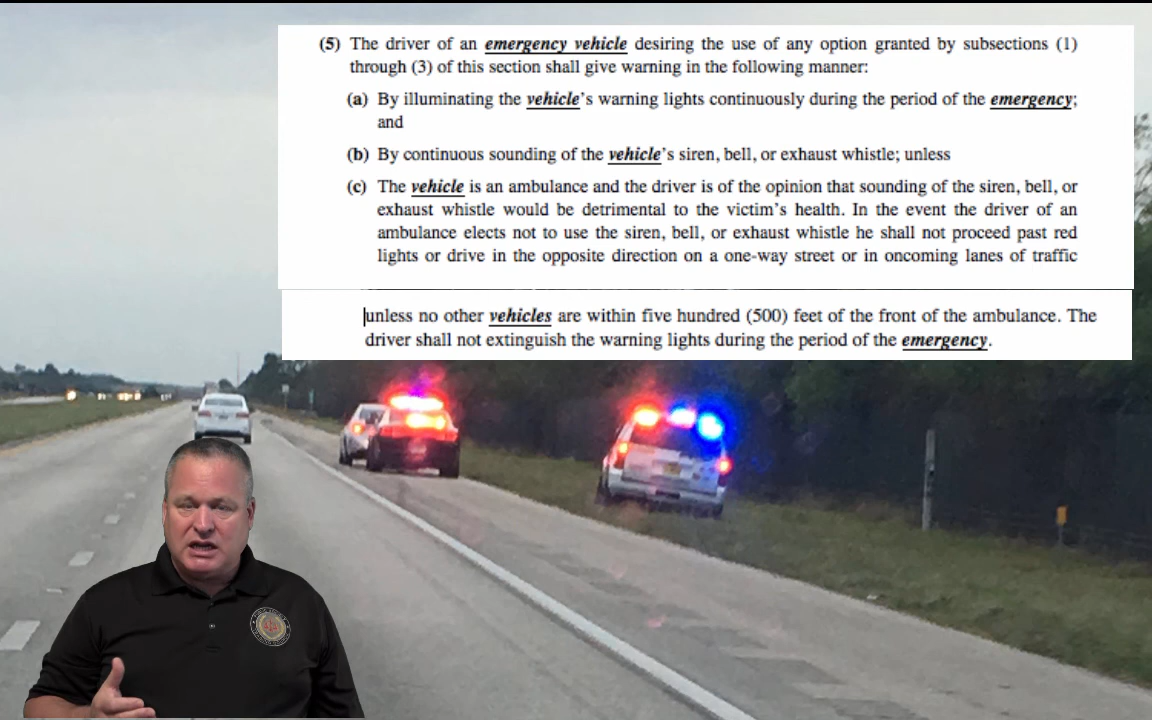 (5) The driver of an emergency vehicle desiring the use of any option granted by subsections (1)
through (3) of this section shall give warning in the following manner:
(a) By illuminating the vehicle's warning lights continuously during the period of the emergency;
and
(b) By continuous sounding of the vehicle's siren, bell, or exhaust whistle; unless
(c) The vehicle is an ambulance and the driver is of the opinion that sounding of the siren, bell, or
exhaust whistle would be detrimental to the victim's health. In the event the driver of an
ambulance elects not to use the siren, bell, or exhaust whistle he shall not proceed past red
lights or drive in the opposite direction on a one-way street or in oncoming lanes of traffic
unless no other vehicles are within five hundred (500) feet of the front of the ambulance. The
driver shall not extinguish the warning lights during the period of the emergency.